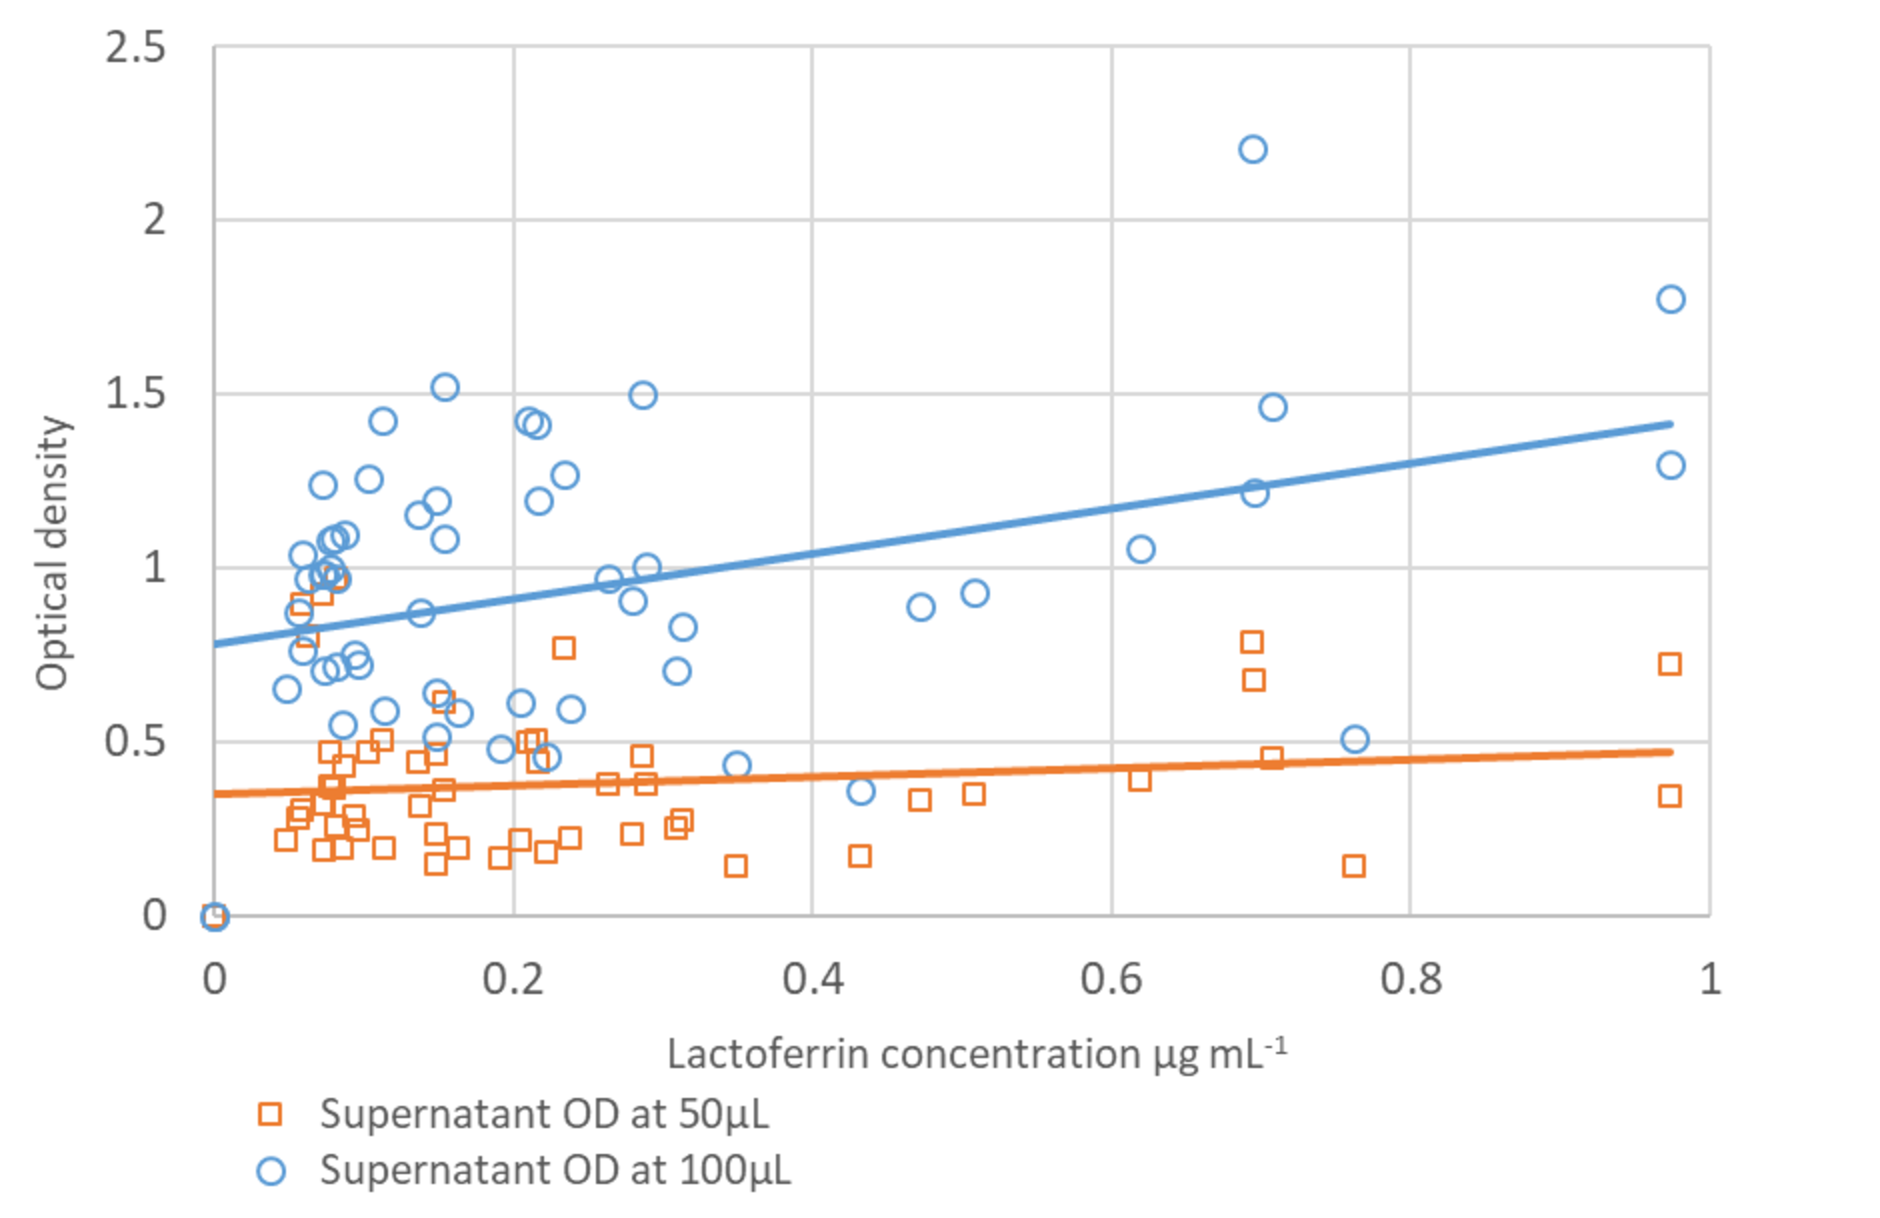 2.5
2
1.5
1
0.5
0
Optical density
0 0.2 0.4 0.6 0.8 1
Lactoferrin concentration µg mL⁻¹
Supernatant OD at 50µL
Supernatant OD at 100µL